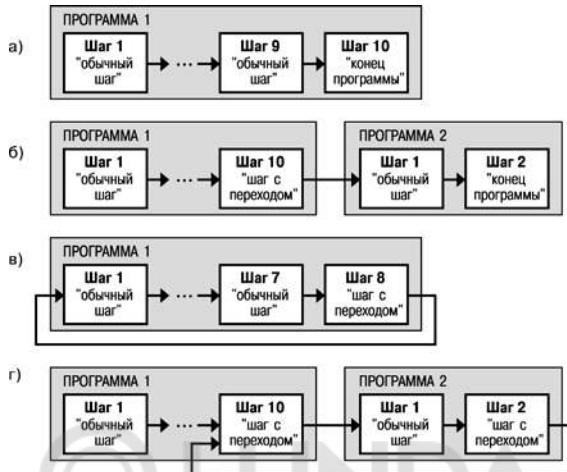 ПРОГРАММА 1
а)
Шаг 1 Шаг 9 Шаг 10
"обычный "обычный "конец
шаг" ... шаг" программы"
ПРОГРАММА 1 ПРОГРАММА 2
б)
Шаг 1 Шаг 10 Шаг 1 Шаг 2
"обычный "шаг с "обычный "конец
шаг" ... переходом" шаг" программы"
ПРОГРАММА 1
в)
Шаг 1 Шаг 7 Шаг 8
"обычный "обычный "шаг с
шаг" ... шаг" переходом"
г)
ПРОГРАММА 1 ПРОГРАММА 2
Шаг 1 Шаг 10 Шаг 1 Шаг 2
"обычный "шаг с "обычный "шаг с
шаг" ... переходом" шаг" переходом"